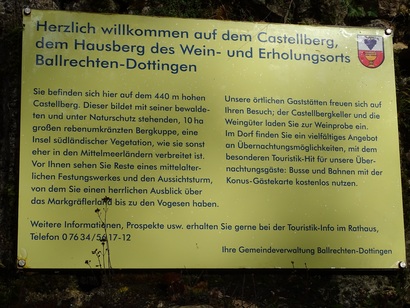 Herzlich willkommen auf dem Castellberg,
dem Hausberg des Wein- und Erholungsorts
Ballrechten-Dottingen
Sie befinden sich hier auf dem 440 m hohen
Castellberg. Dieser bildet mit seiner bewalde-
ten und unter Naturschutz stehenden, 10 ha
großen rebenumkränzten Bergkuppe, eine
Insel südländischer Vegetation, wie sie sonst
eher in den Mittelmeerländern verbreitet ist.
Vor Ihnen sehen Sie Reste eines mittelalter-
lichen Festungswerkes und den Aussichtsturm,
von dem Sie einen herrlichen Ausblick über
das Markgräflerland bis zu den Vogesen haben.
Unsere örtlichen Gaststätten freuen sich auf
Ihren Besuch; der Castellbergkeller und die
Weingüter laden Sie zur Weinprobe ein.
Im Dorf finden Sie ein vielfältiges Angebot
an Übernachtungsmöglichkeiten, mit dem
besonderen Touristik-Hit für unsere Über-
nachtungsgäste: Busse und Bahnen mit der
Konus-Gästekarte kostenlos nutzen.
Weitere Informationen, Prospekte usw. erhalten Sie gerne bei der Touristik-Info im Rathaus,
Telefon 0 76 34/56 17-12
Ihre Gemeindeverwaltung Ballrechten-Dottingen